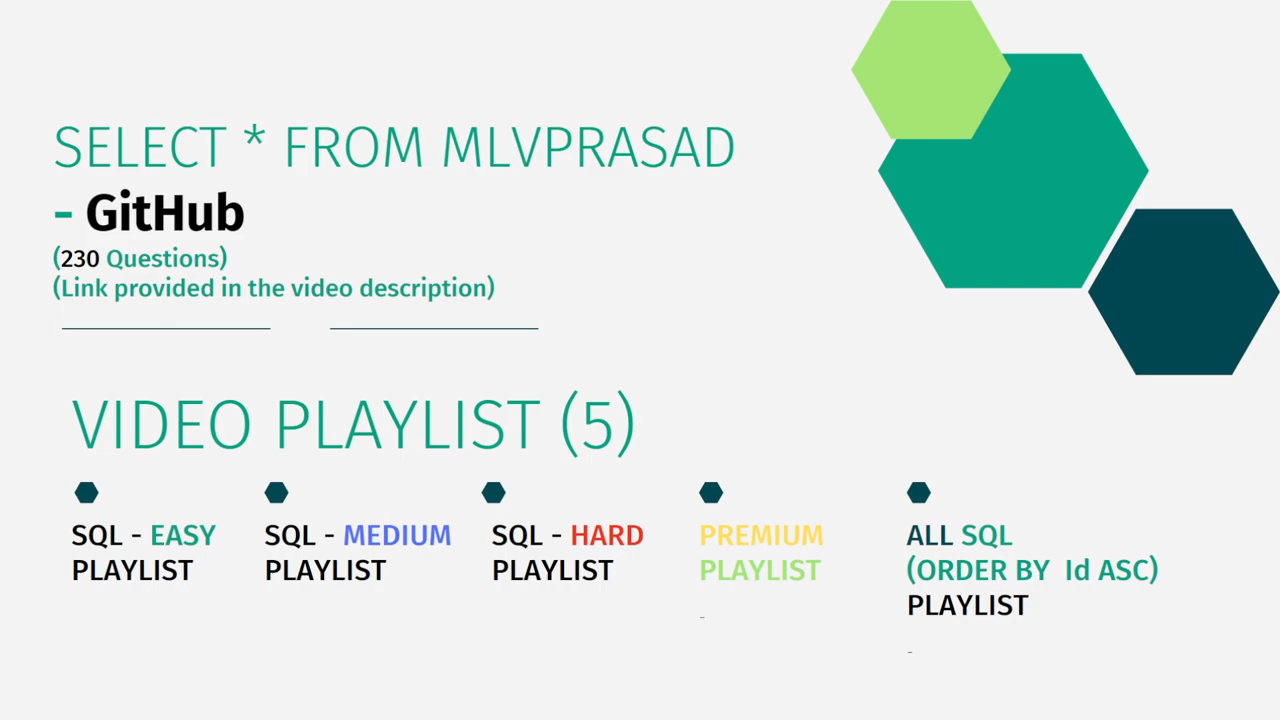 SELECT * FROM MLVPRASAD
- GitHub
(230 Questions)
(Link provided in the video description)
VIDEO PLAYLIST (5)
SQL - EASY
PLAYLIST
SQL - MEDIUM
PLAYLIST
SQL - HARD
PLAYLIST
PREMIUM
PLAYLIST
-
ALL SQL
(ORDER BY Id ASC)
PLAYLIST
-